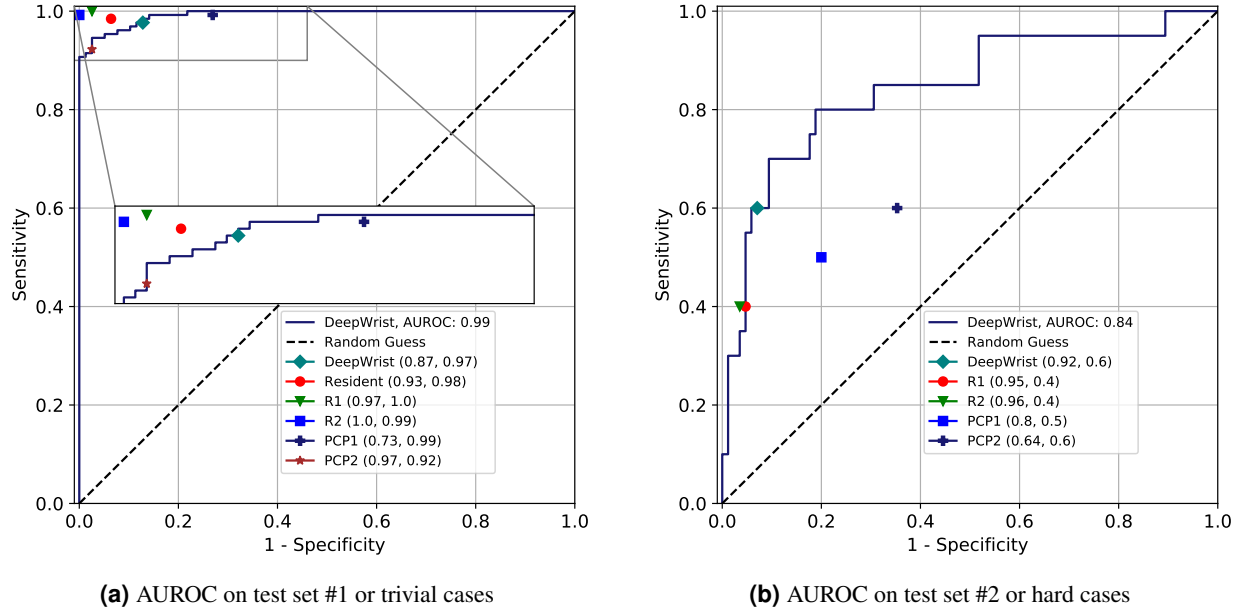 1.0
0.8
0.6
0.4
0.2
0.0
Sensitivity
DeepWrist, AUROC: 0.99
Random Guess
DeepWrist (0.87, 0.97)
Resident (0.93, 0.98)
R1 (0.97, 1.0)
R2 (1.0, 0.99)
PCP1 (0.73, 0.99)
PCP2 (0.97, 0.92)
0.0 0.2 0.4 0.6 0.8 1.0
1 - Specificity
(a) AUROC on test set #1 or trivial cases
1.0
0.8
0.6
0.4
0.2
0.0
Sensitivity
DeepWrist, AUROC: 0.84
Random Guess
DeepWrist (0.92, 0.6)
R1 (0.95, 0.4)
R2 (0.96, 0.4)
PCP1 (0.8, 0.5)
PCP2 (0.64, 0.6)
0.0 0.2 0.4 0.6 0.8 1.0
1 - Specificity
(b) AUROC on test set #2 or hard cases